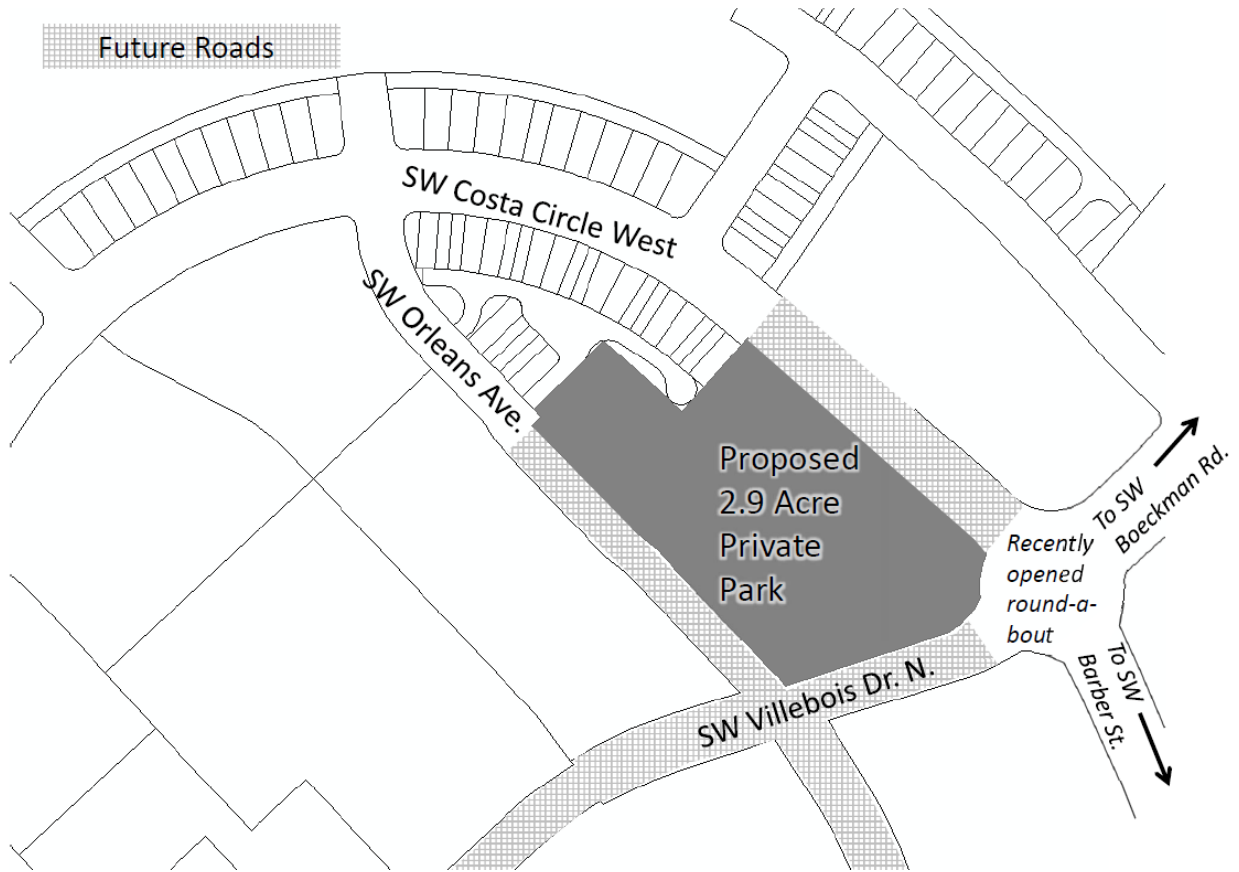 Future Roads
SW Costa Circle West
SW Orleans Ave.
Proposed
2.9 Acre
Private
Park
To SW
Boeckman Rd.
Recently
opened
round-a-
bout
To SW
Barber St.
SW Villebois Dr. N.